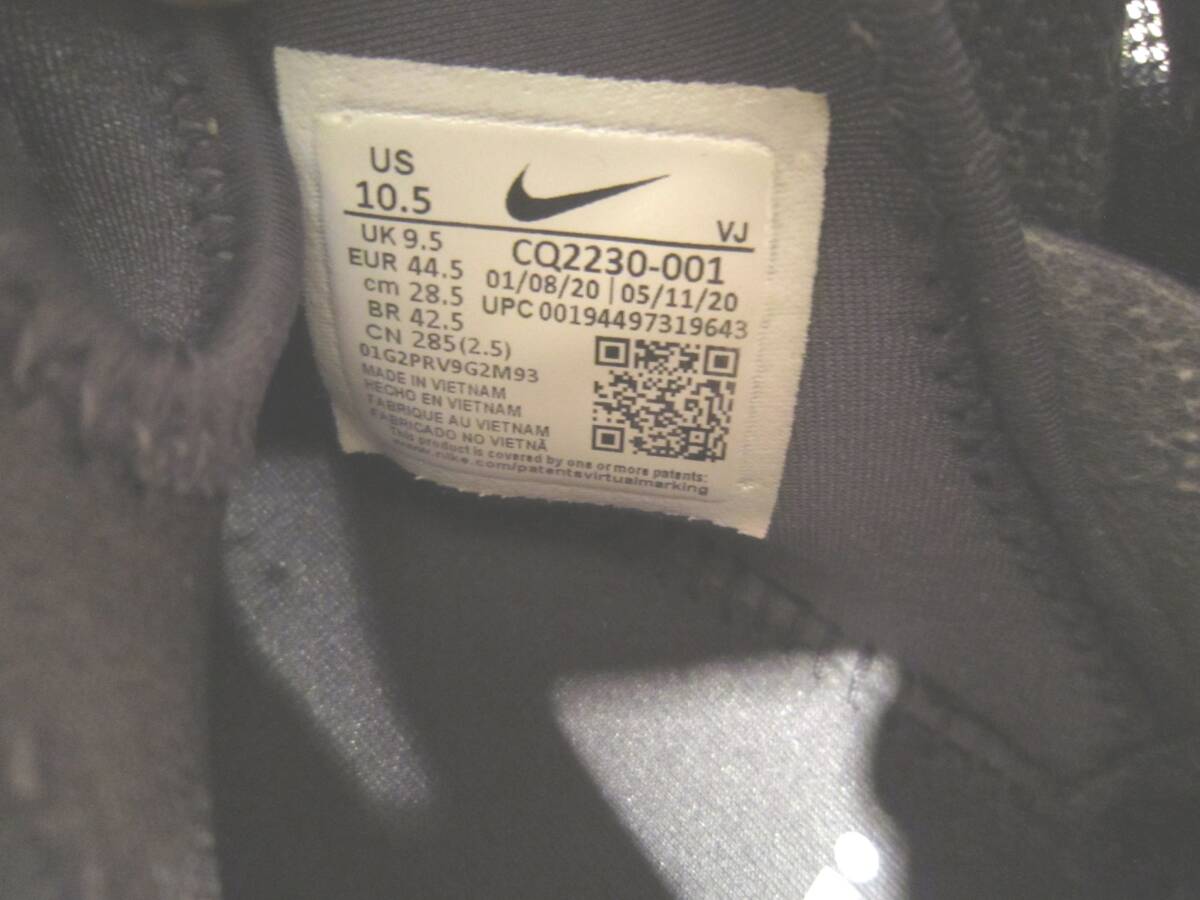 US
10.5
VJ
UK 9.5
EUR 44.5
cm 28.5
BR 42.5
CN 285(2.5)
CQ2230-001
01/08/20 | 05/11/20
UPC 00194497319643
01G2PRV9G2M93
MADE IN VIETNAM
HECHO EN VIETNAM
FABRIQUE AU VIETNAM
FABRICADO NO VIETNÃ
This product is covered by one or more patents:
www.nike.com/patentsvirtualmarking